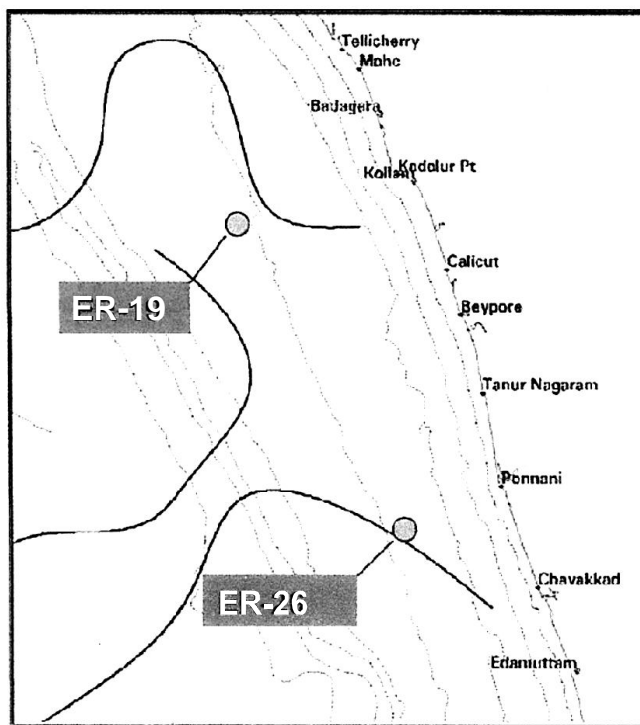 Tellicherry
Mahe
Badagara
Kadalur Pt
Kollam
Calicut
ER-19
Beypore
Tanur Nagaram
Ponnani
Chavakkad
ER-26
Edamuttam